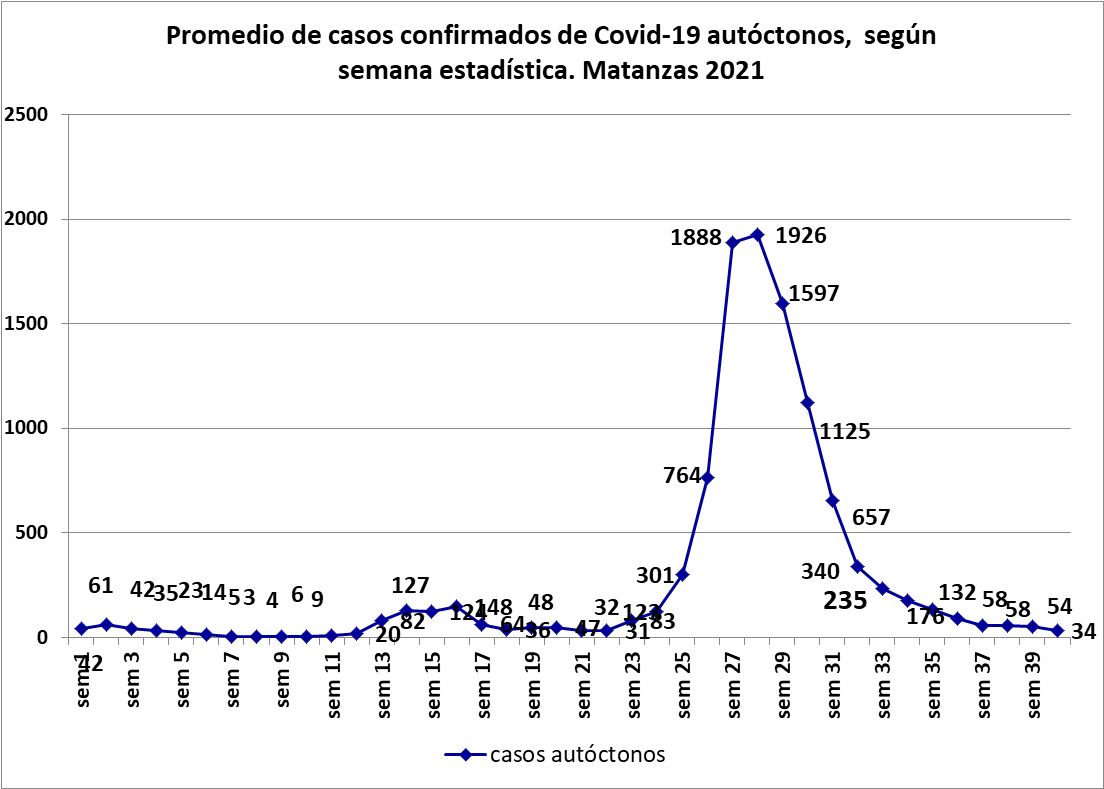 Promedio de casos confirmados de Covid-19 autóctonos, según
semana estadística. Matanzas 2021
2500
2000
1500
1000
500
0
42
61
42
35
23
14
5
3
4
6
9
20
82
127
124
148
64
36
48
47
32
31
83
123
301
764
1888
1926
1597
1125
657
340
235
176
132
58
58
54
34
sem 1
sem 3
sem 5
sem 7
sem 9
sem 11
sem 13
sem 15
sem 17
sem 19
sem 21
sem 23
sem 25
sem 27
sem 29
sem 31
sem 33
sem 35
sem 37
sem 39
casos autóctonos